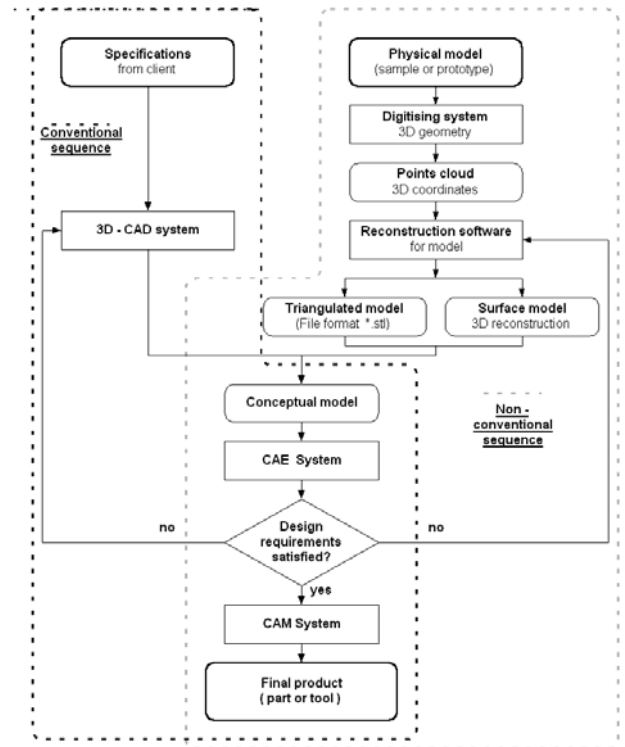 Specifications
from client
Physical model
(sample or prototype)
Digitising system
3D geometry
Conventional
sequence
Points cloud
3D coordinates
3D - CAD system
Reconstruction software
for model
Triangulated model
(File format *.stl)
Surface model
3D reconstruction
Conceptual model
Non -
conventional
sequence
CAE System
no
Design
requirements
satisfied?
no
yes
CAM System
Final product
( part or tool )